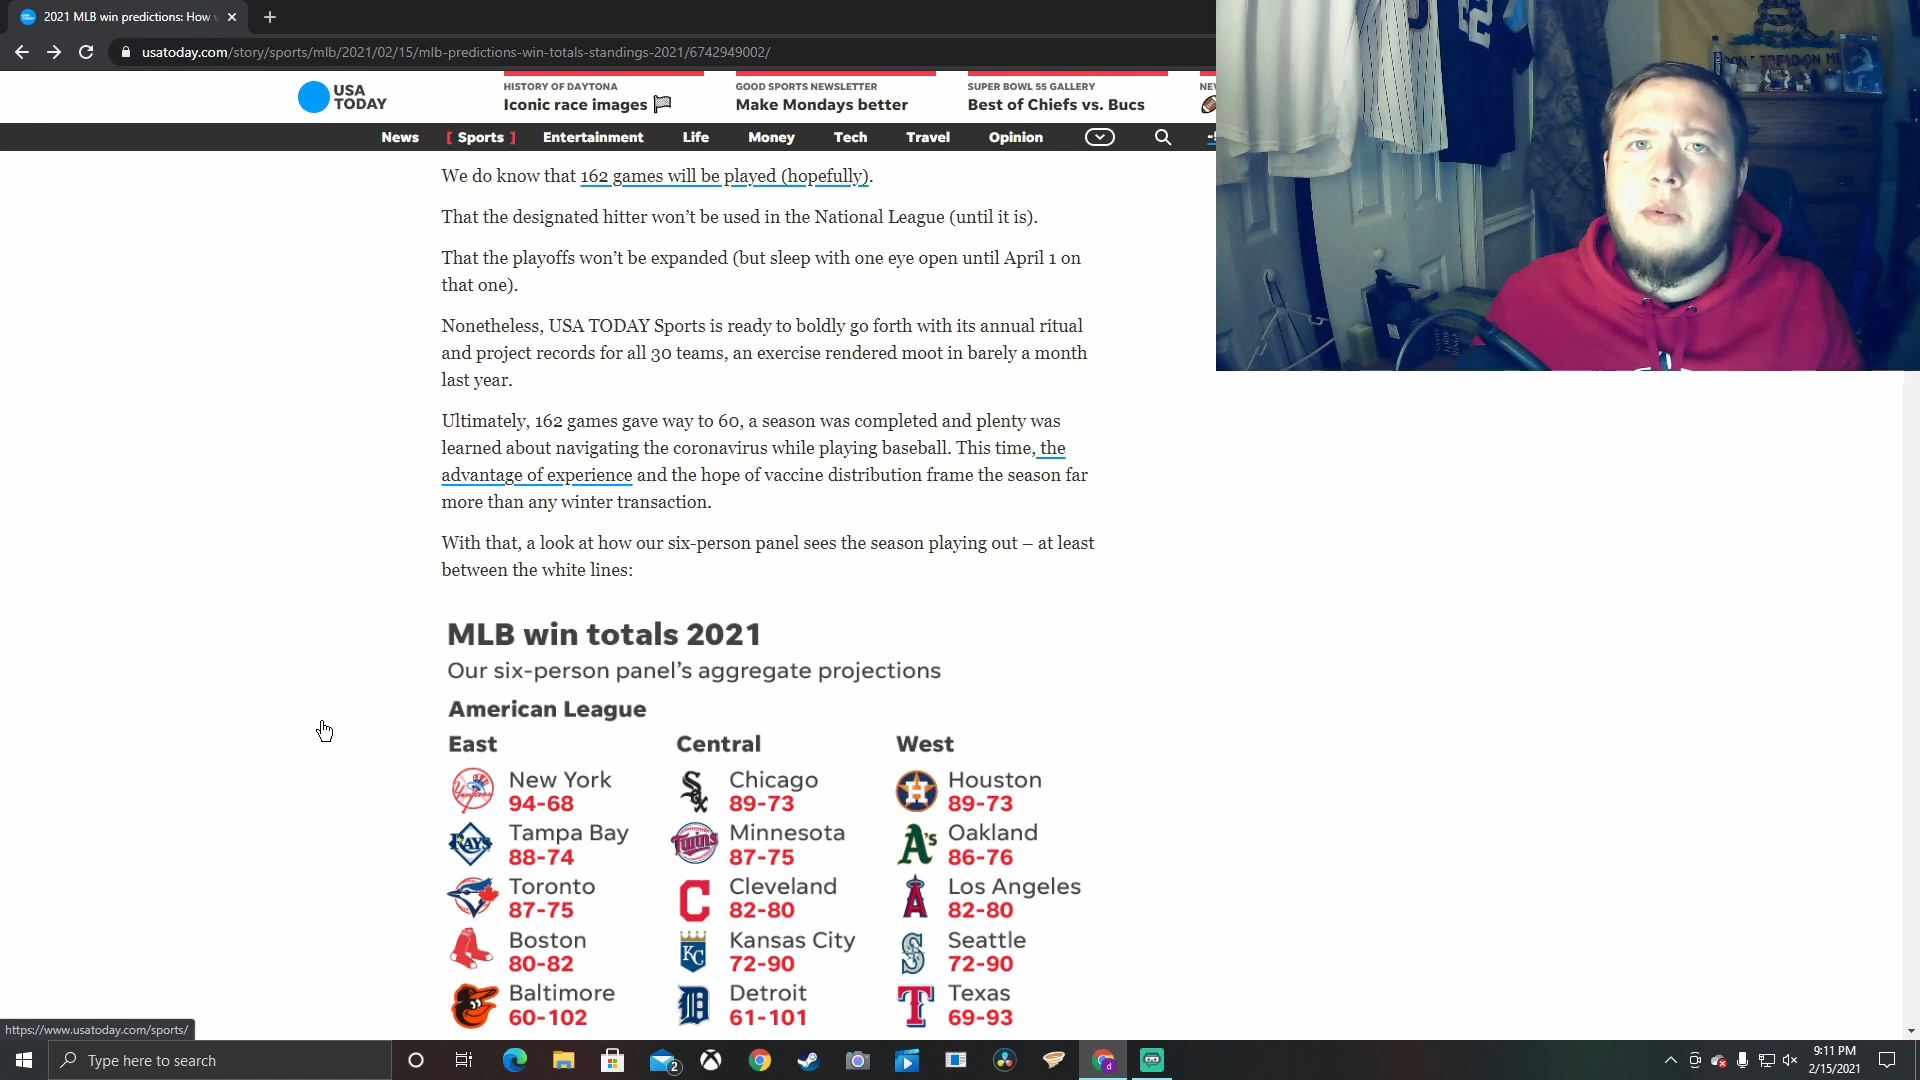 2021 MLB win predictions: How
usatoday.com/story/sports/mlb/2021/02/15/mlb-predictions-win-totals-standings-2021/6742949002/
USA
TODAY
HISTORY OF DAYTONA
Iconic race images
GOOD SPORTS NEWSLETTER
Make Mondays better
SUPER BOWL 55 GALLERY
Best of Chiefs vs. Bucs
News [ Sports ] Entertainment Life Money Tech Travel Opinion
We do know that 162 games will be played (hopefully).
That the designated hitter won’t be used in the National League (until it is).
That the playoffs won’t be expanded (but sleep with one eye open until April 1 on
that one).
Nonetheless, USA TODAY Sports is ready to boldly go forth with its annual ritual
and project records for all 30 teams, an exercise rendered moot in barely a month
last year.
Ultimately, 162 games gave way to 60, a season was completed and plenty was
learned about navigating the coronavirus while playing baseball. This time, the
advantage of experience and the hope of vaccine distribution frame the season far
more than any winter transaction.
With that, a look at how our six-person panel sees the season playing out – at least
between the white lines:
MLB win totals 2021
Our six-person panel’s aggregate projections
American League
East Central West
New York Chicago Houston
94-68 89-73 89-73
Tampa Bay Minnesota Oakland
88-74 87-75 86-76
Toronto Cleveland Los Angeles
87-75 82-80 82-80
Boston Kansas City Seattle
80-82 72-90 72-90
Baltimore Detroit Texas
60-102 61-101 69-93
https://www.usatoday.com/sports/
Type here to search
2
9:11 PM
2/15/2021